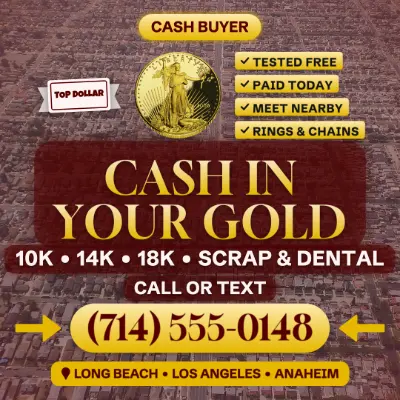 CASH BUYER
TOP DOLLAR
✓ TESTED FREE
✓ PAID TODAY
✓ MEET NEARBY
✓ RINGS & CHAINS
CASH IN
YOUR GOLD
10K • 14K • 18K • SCRAP & DENTAL
CALL OR TEXT
(714) 555-0148
LONG BEACH • LOS ANGELES • ANAHEIM